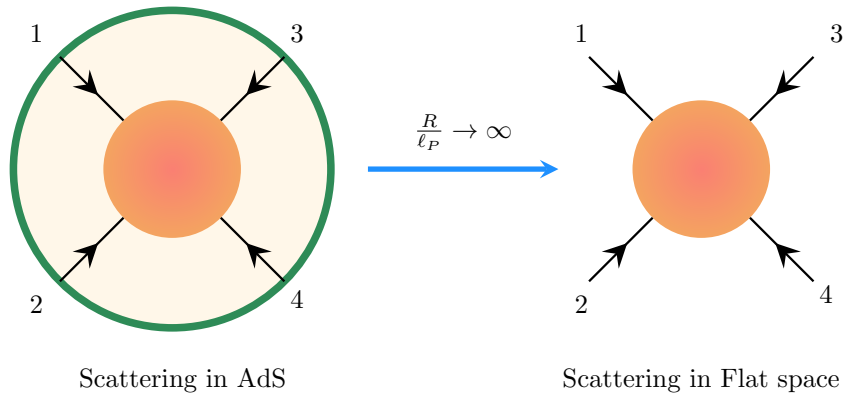 1
3
1
3
R/ℓ_P → ∞
2
4
2
4
Scattering in AdS
Scattering in Flat space